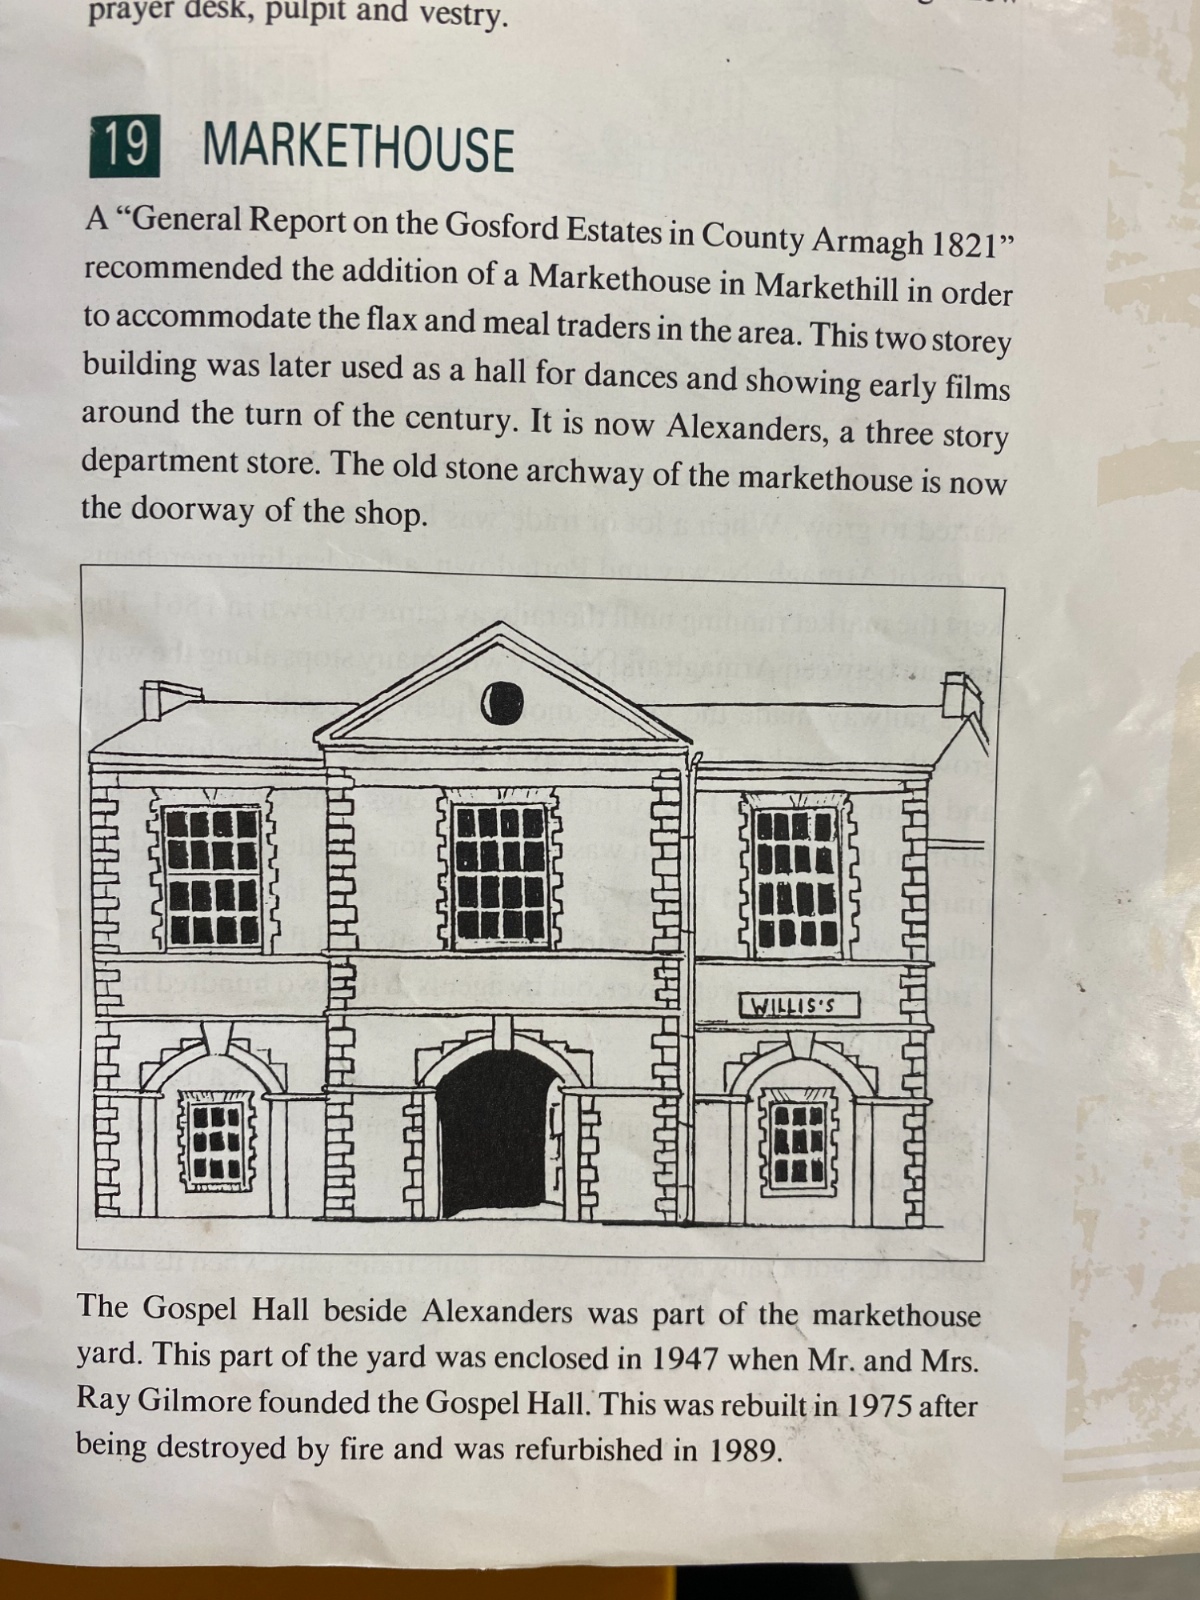 prayer desk, pulpit and vestry.
19 MARKETHOUSE
A “General Report on the Gosford Estates in County Armagh 1821”
recommended the addition of a Markethouse in Markethill in order
to accommodate the flax and meal traders in the area. This two storey
building was later used as a hall for dances and showing early films
around the turn of the century. It is now Alexanders, a three story
department store. The old stone archway of the markethouse is now
the doorway of the shop.
WILLIS'S
The Gospel Hall beside Alexanders was part of the markethouse
yard. This part of the yard was enclosed in 1947 when Mr. and Mrs.
Ray Gilmore founded the Gospel Hall. This was rebuilt in 1975 after
being destroyed by fire and was refurbished in 1989.